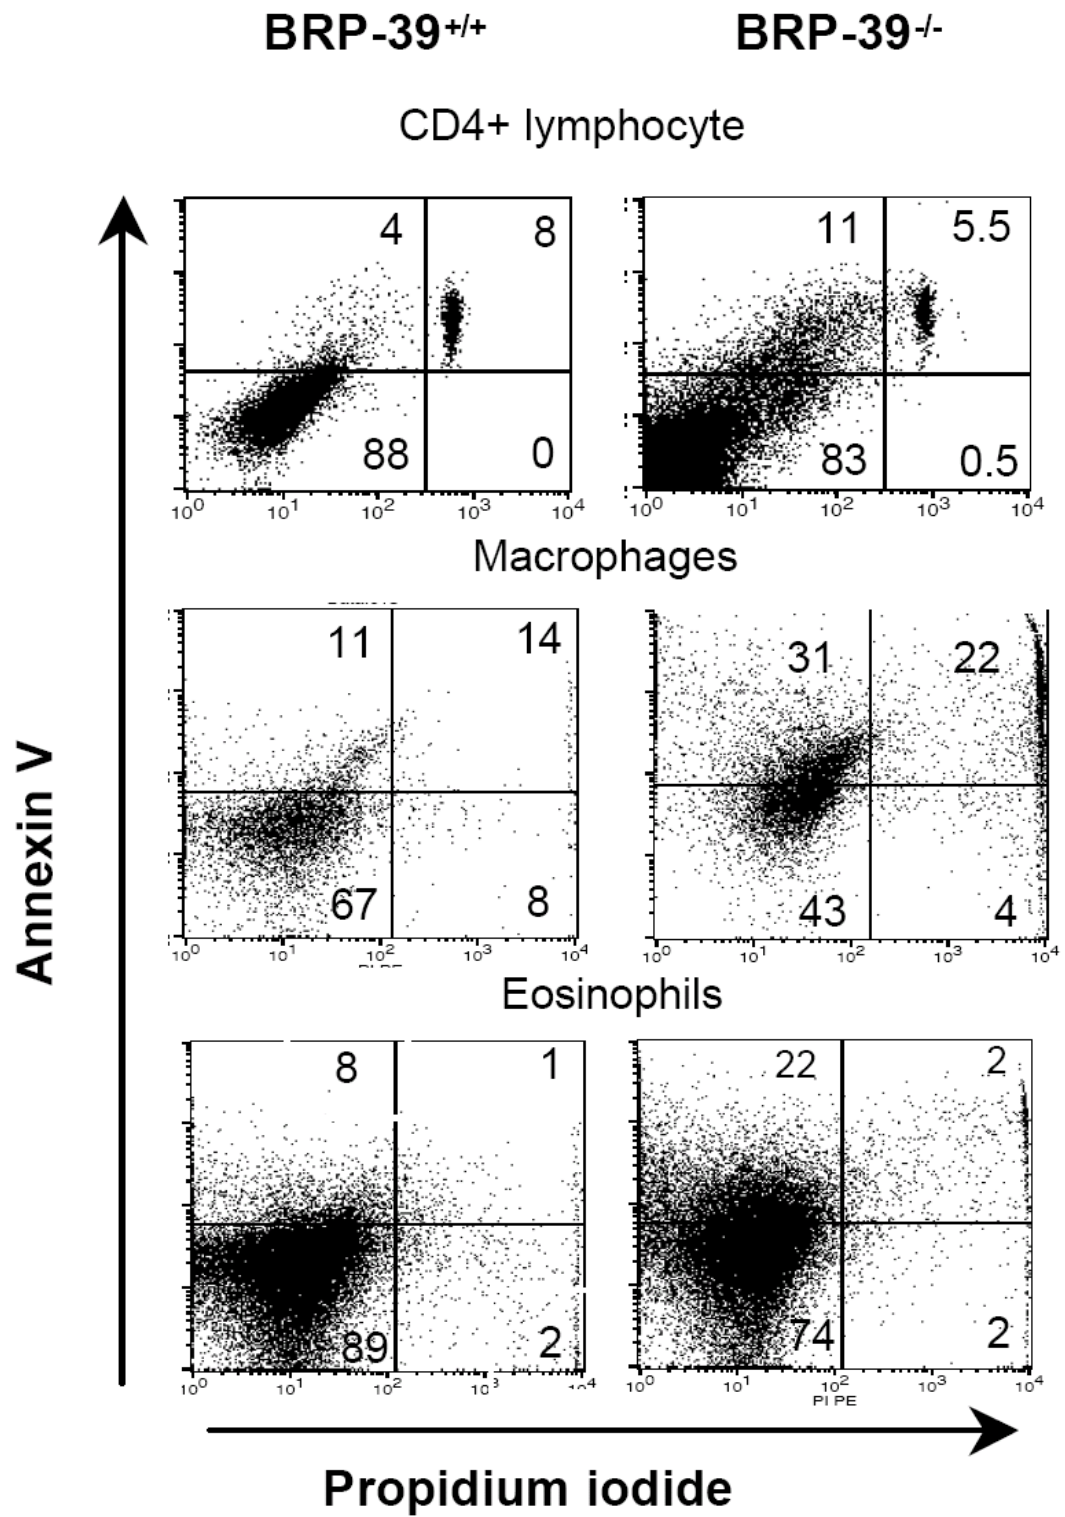 BRP-39+/+ BRP-39-/-
CD4+ lymphocyte
4 8 11 5.5
88 0 83 0.5
10⁰ 10¹ 10² 10³ 10⁴ 10⁰ 10¹ 10² 10³ 10⁴
Macrophages
11 14 31 22
67 8 43 4
10⁰ 10¹ 10² 10³ 10⁴ 10⁰ 10¹ 10² 10³ 10⁴
Eosinophils
8 1 22 2
89 2 74 2
10⁰ 10¹ 10² 10³ 10⁰ 10¹ 10² 10³ 10⁴
PI PE
Annexin V
Propidium iodide